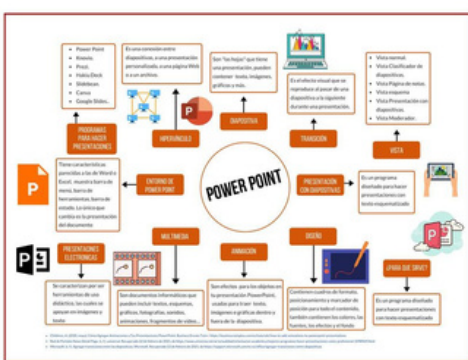 Power Point
Keynote
Prezi.
Haiku Deck
Slidebean
Canva
Google Slides.
PROGRAMAS
PARA HACER
PRESENTACIONES
Es una conexión entre
diapositivas, a una presentación
personalizada, a una página Web
o a un archivo.
HIPERVÍNCULO
Son "las hojas" que tiene
una presentación, pueden
contener texto, imágenes,
gráficos y más.
DIAPOSITIVA
Es el efecto visual que se
reproduce al pasar de una
diapositiva a la siguiente
durante una presentación.
TRANSICIÓN
Vista normal.
Vista Clasificador de
diapositivas.
Vista Página de notas.
Vista esquema
Vista Presentación con
diapositivas.
Vista Moderador.
VISTA
Tiene características
parecidas a las de Word o
Excel, muestra barra de
menú, barra de
herramientas, barra de
estado. Lo único que
cambia es la presentación
del documento
ENTORNO DE
POWER POINT
POWER POINT
PRESENTACIÓN
CON DIAPOSITIVAS
Es un programa
diseñado para hacer
presentaciones con
texto esquematizado
PRESENTACIONES
ELECTRONICAS
Se caracterizan por ser
herramientas de uso
didáctico, las cuales se
apoyan en imágenes y
texto
MULTIMEDIA
Son documentos informáticos que
pueden incluir textos, esquemas,
gráficos, fotografías, sonidos,
animaciones, fragmentos de vídeo...
ANIMACIÓN
Son efectos para los objetos en
la presentación PowerPoint,
usados para traer texto,
imágenes o gráficos dentro o
fuera de la diapositiva.
DISEÑO
Contienen cuadros de formato,
posicionamiento y marcador de
posición para todo el contenido,
también contienen los colores, las
fuentes, los efectos y el fondo
¿PARA QUE SIRVE?
Es un programa diseñado
para hacer presentaciones
con texto esquematizado